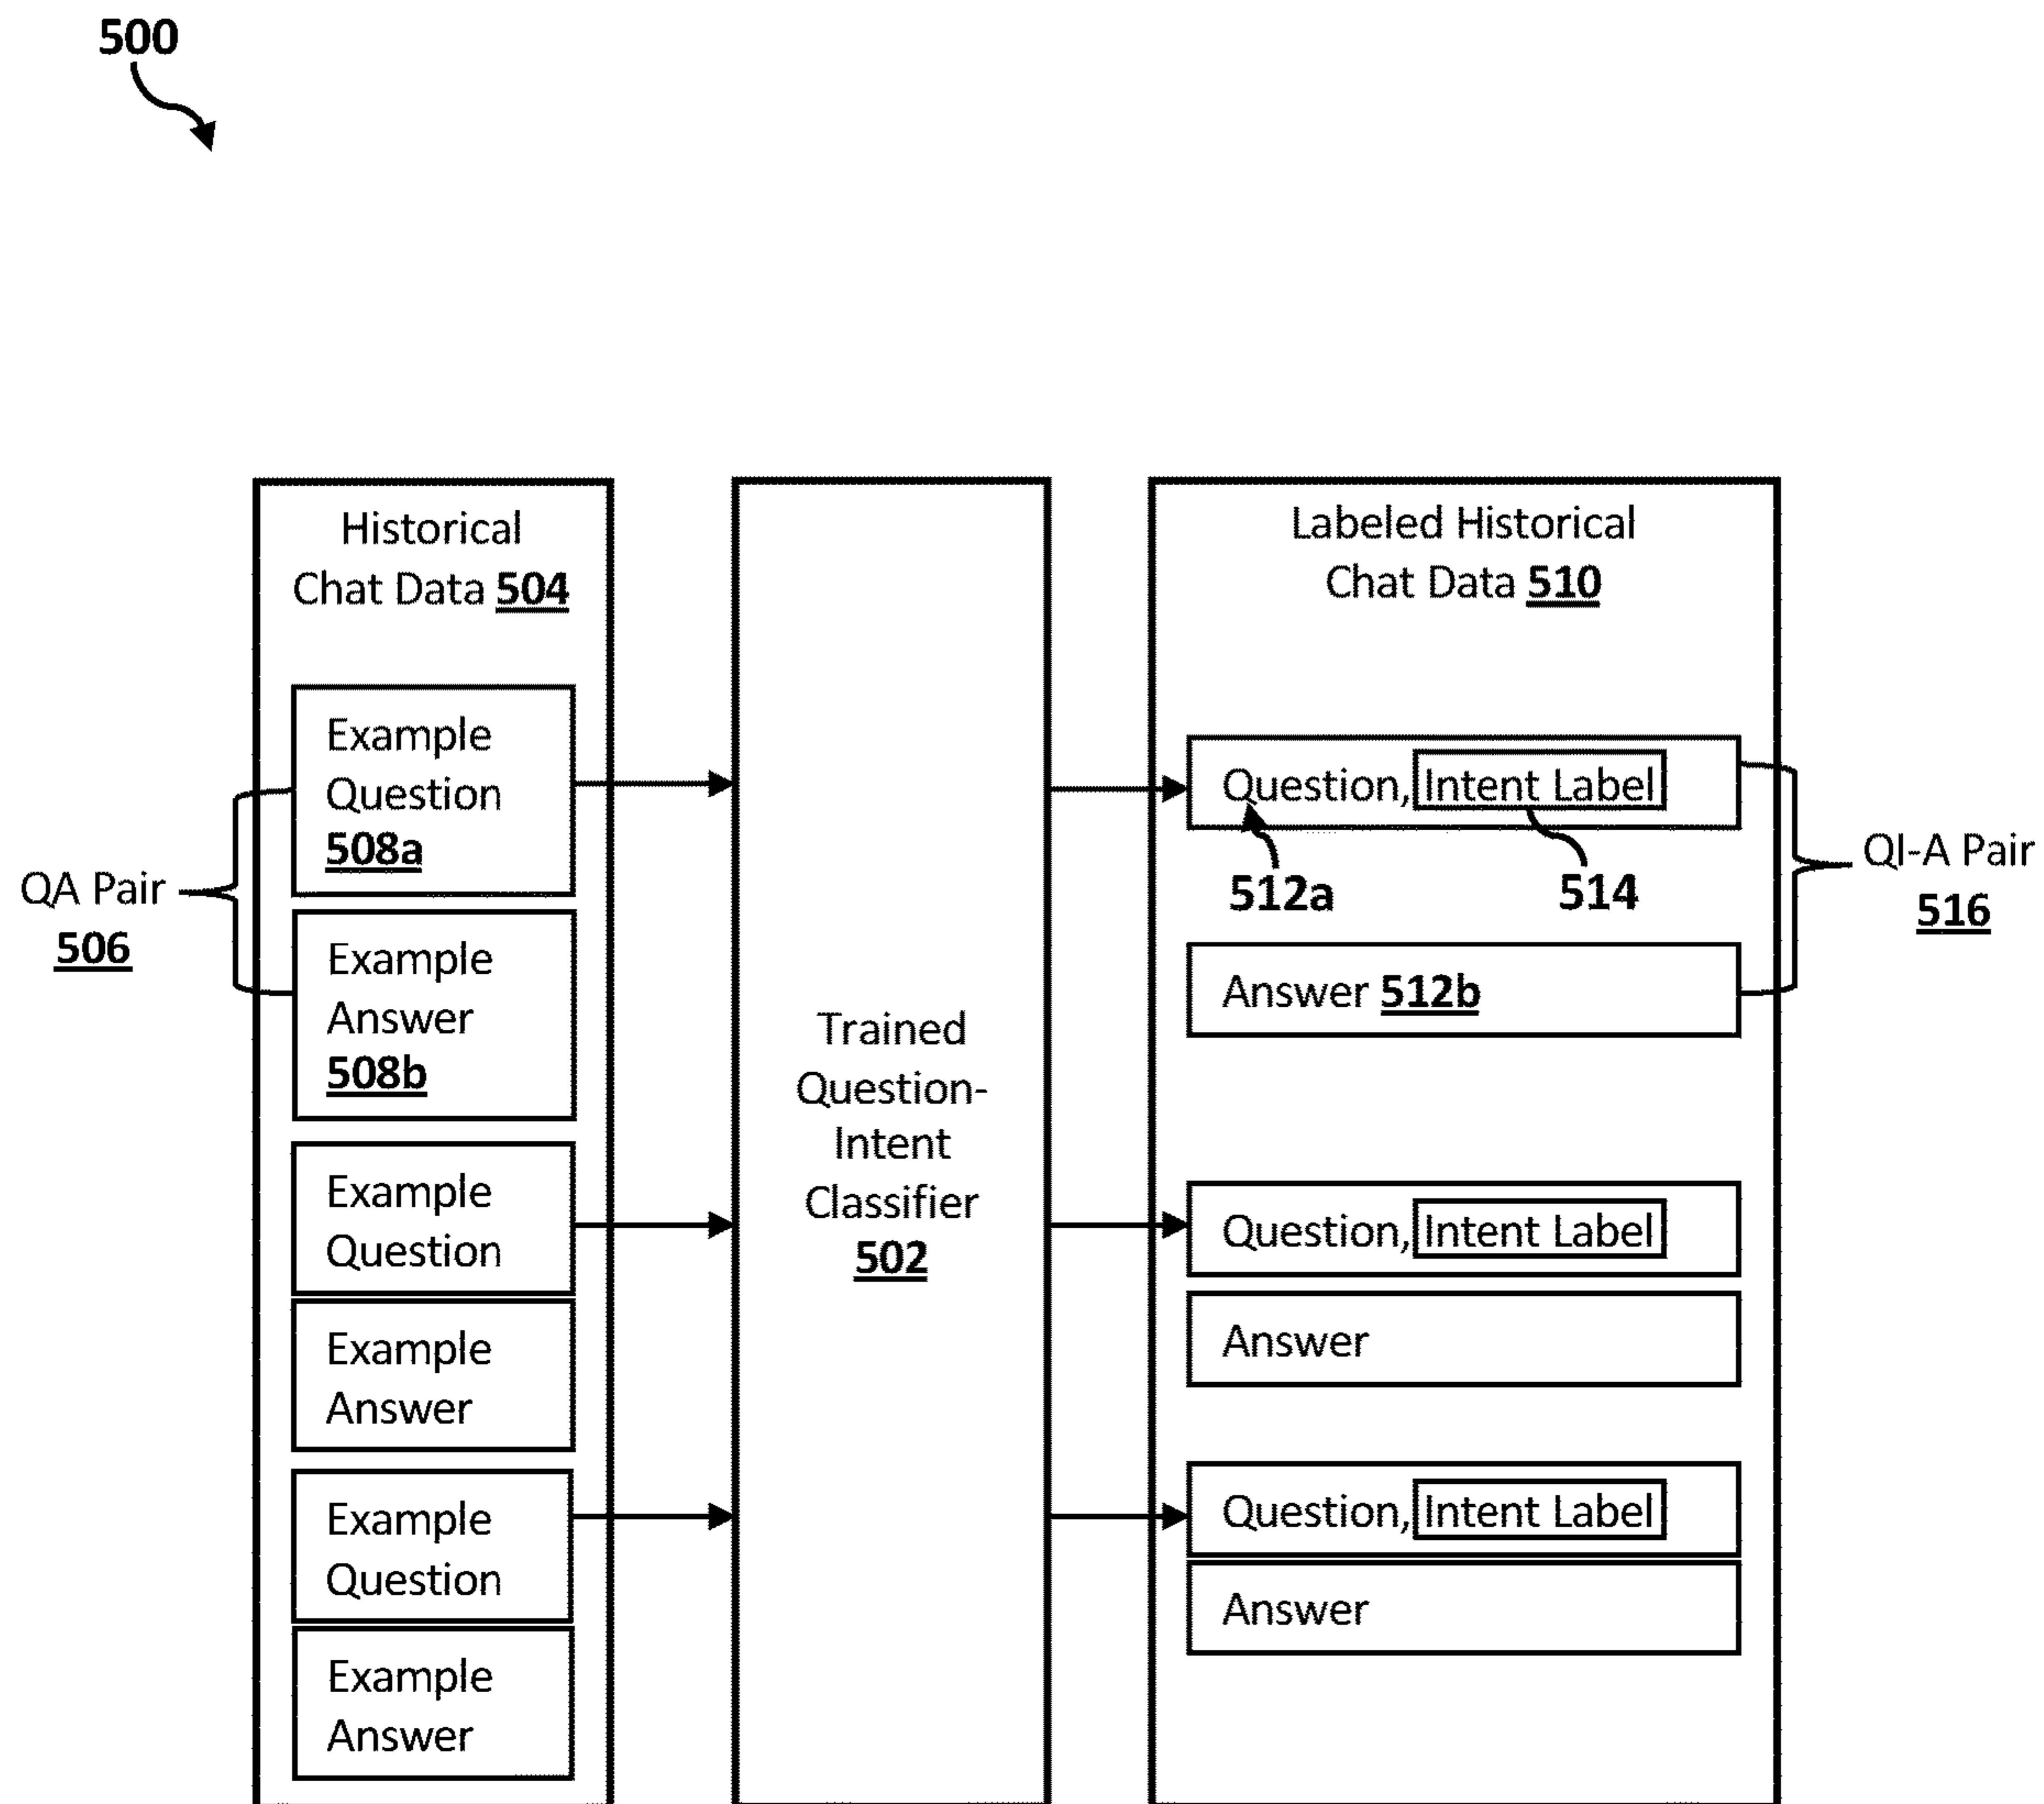 500
Historical
Chat Data 504
Example
Question
508a
Example
Answer
508b
QA Pair
506
Example
Question
Example
Answer
Example
Question
Example
Answer
Trained
Question-
Intent
Classifier
502
Labeled Historical
Chat Data 510
Question, Intent Label
512a
514
Answer 512b
QI-A Pair
516
Question, Intent Label
Answer
Question, Intent Label
Answer